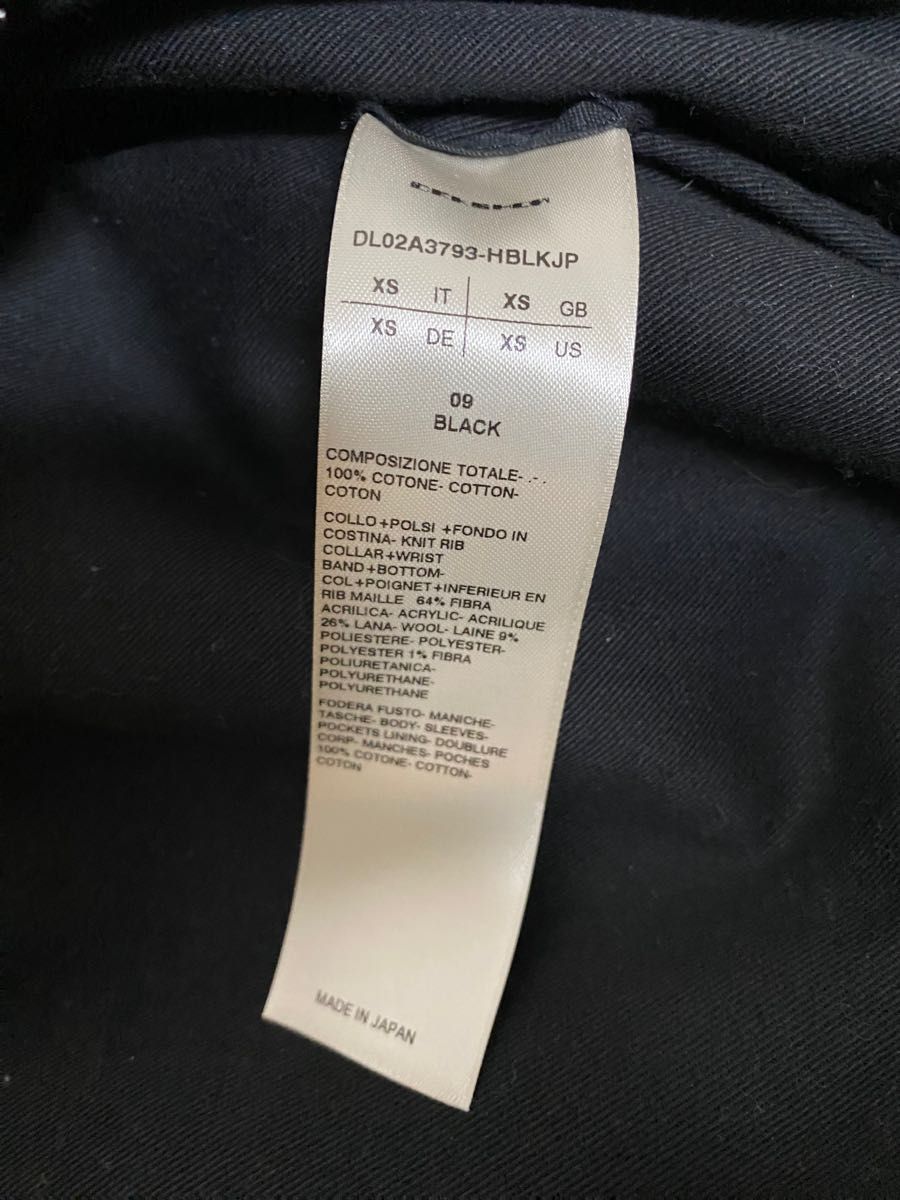 DRKSHDW
DL02A3793-HBLKJP
XS IT XS GB
XS DE XS US
09
BLACK
COMPOSIZIONE TOTALE- .- .
100% COTONE- COTTON-
COTON
COLLO+POLSI +FONDO IN
COSTINA- KNIT RIB
COLLAR+WRIST
BAND+BOTTOM-
COL+POIGNET+INFERIEUR EN
RIB MAILLE 64% FIBRA
ACRILICA- ACRYLIC- ACRILIQUE
26% LANA- WOOL- LAINE 9%
POLIESTERE- POLYESTER-
POLYESTER 1% FIBRA
POLIURETANICA-
POLYURETHANE-
POLYURETHANE
FODERA FUSTO- MANICHE-
TASCHE- BODY- SLEEVES-
POCKETS LINING- DOUBLURE
CORP- MANCHES- POCHES
100% COTONE- COTTON-
COTON
MADE IN JAPAN